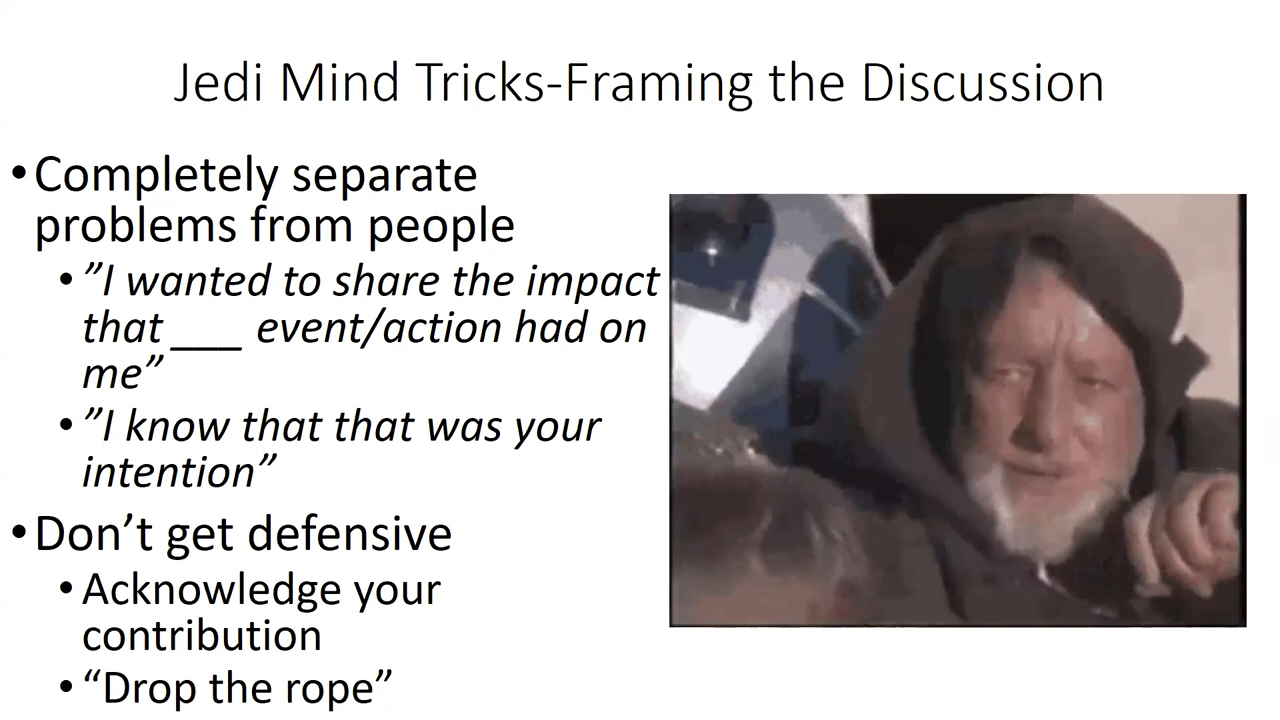 Jedi Mind Tricks-Framing the Discussion
•Completely separate
problems from people
•”I wanted to share the impact
that ___ event/action had on
me”
•”I know that that was your
intention”
•Don’t get defensive
•Acknowledge your
contribution
•“Drop the rope”